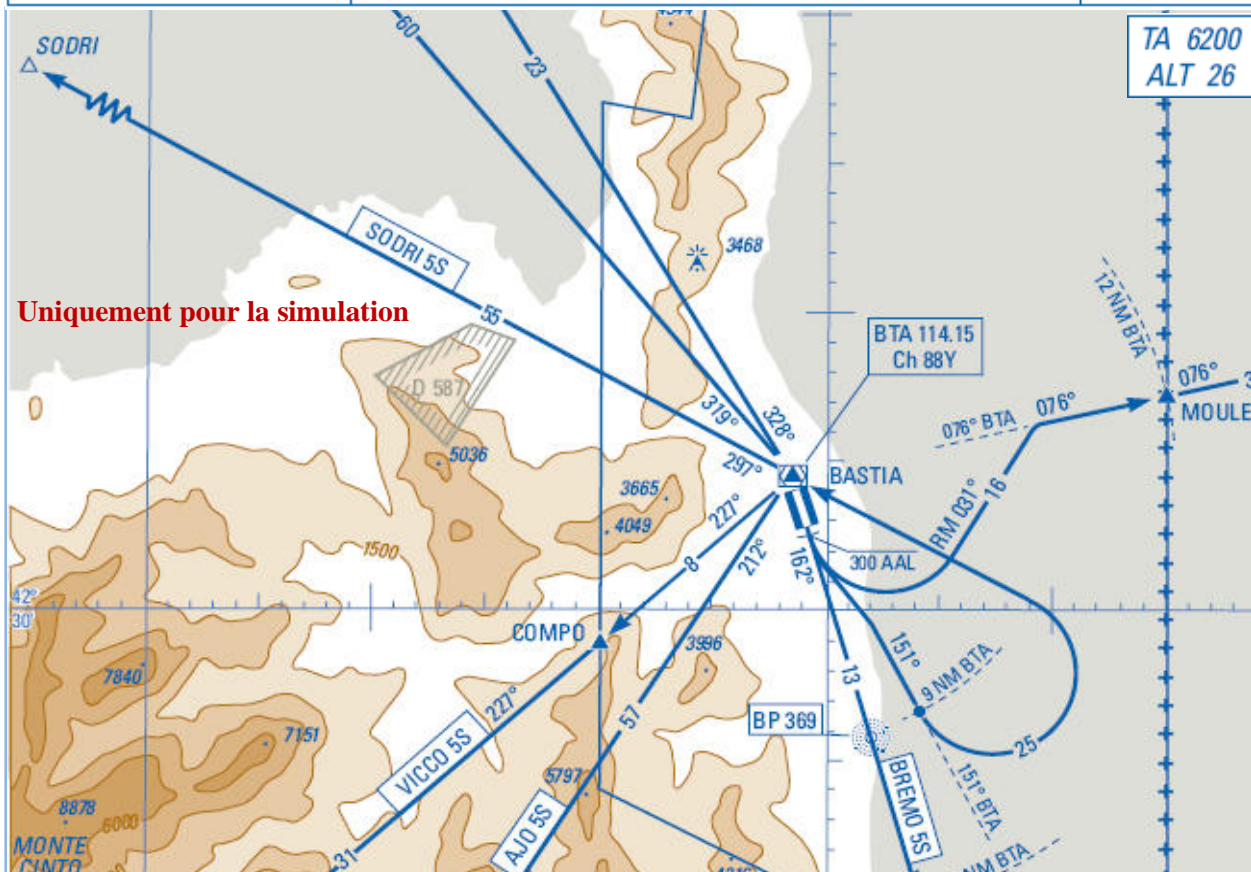 TA 6200
ALT 26
SODRI
60
23
SODRI 5S
3468
12 NM BTA
Uniquement pour la simulation
55
BTA 114.15
Ch 88Y
D 587
319°
328°
076° BTA
076°
076°
3
MOULE
5036
297°
BASTIA
3665
4049
227°
212°
RM 031°
16
1500
8
162°
300 AAL
42°
30'
COMPO
3996
151°
9 NM BTA
7840
227°
13
57
7151
VICCO 5S
BP 369
25
5797
151° BTA
8878
6000
MONTE
CINTO
31
AJO 5S
BREMO 5S
NM BTA